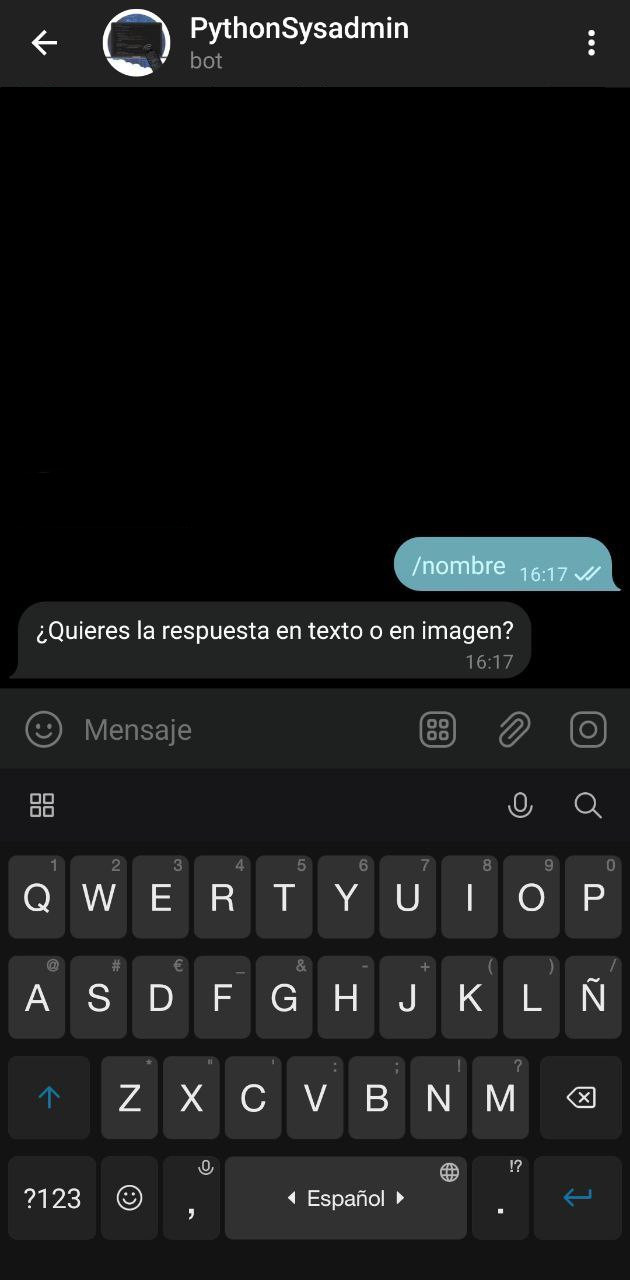 PythonSysadmin
bot
/nombre 16:17
¿Quieres la respuesta en texto o en imagen?
16:17
Mensaje
1 2 3 4 5 6 7 8 9 0
Q W E R T Y U I O P
@ # € _ & - + ( ) /
A S D F G H J K L Ñ
* " ' : ; ! ?
Z X C V B N M
!?
?123 , Español .